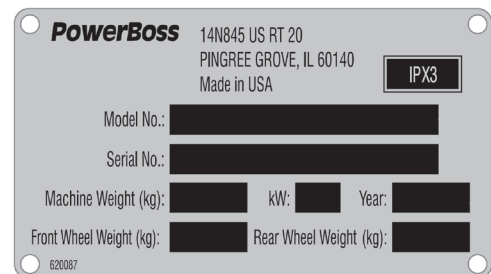 PowerBoss
14N845 US RT 20
PINGREE GROVE, IL 60140
Made in USA
IPX3
Model No.:
Serial No.:
Machine Weight (kg): kW: Year:
Front Wheel Weight (kg): Rear Wheel Weight (kg):
620087